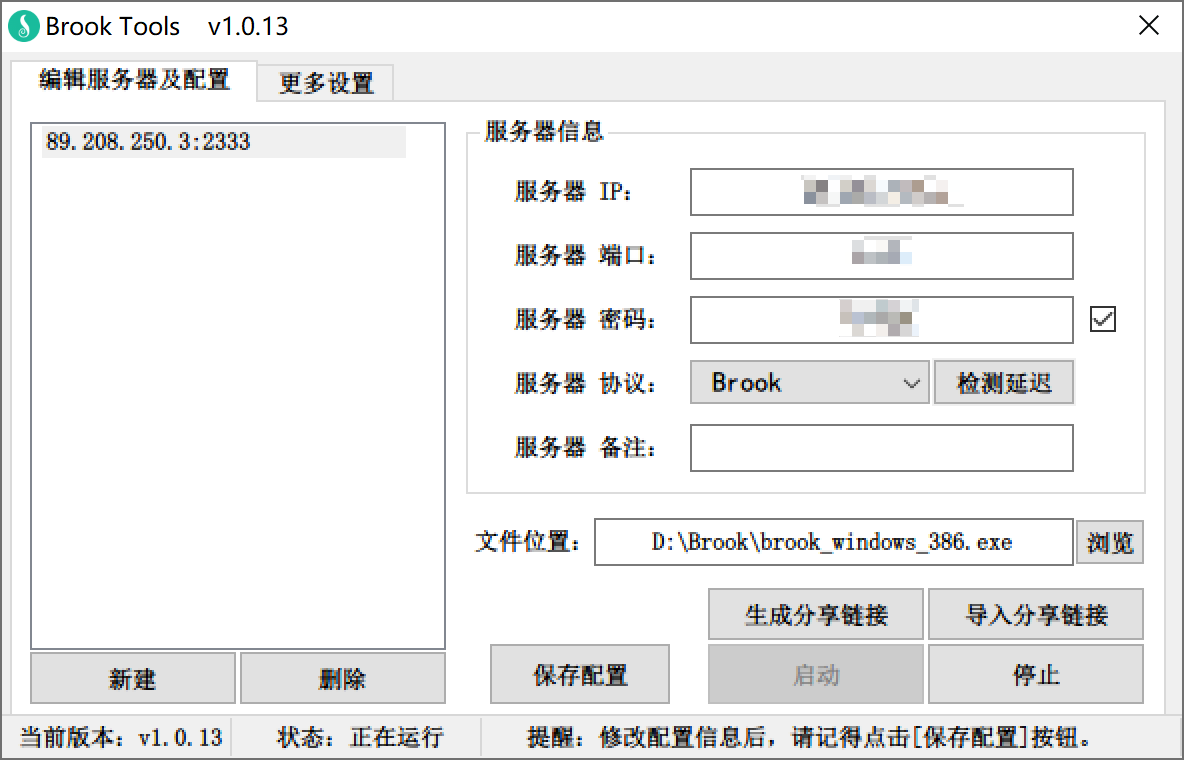 Brook Tools v1.0.13
编辑服务器及配置 更多设置
89.208.250.3:2333
服务器信息
服务器 IP:
服务器 端口:
服务器 密码:
服务器 协议: Brook 检测延迟
服务器 备注:
文件位置: D:\Brook\brook_windows_386.exe 浏览
生成分享链接 导入分享链接
新建 删除 保存配置 启动 停止
当前版本: v1.0.13 状态: 正在运行 提醒: 修改配置信息后，请记得点击[保存配置]按钮。